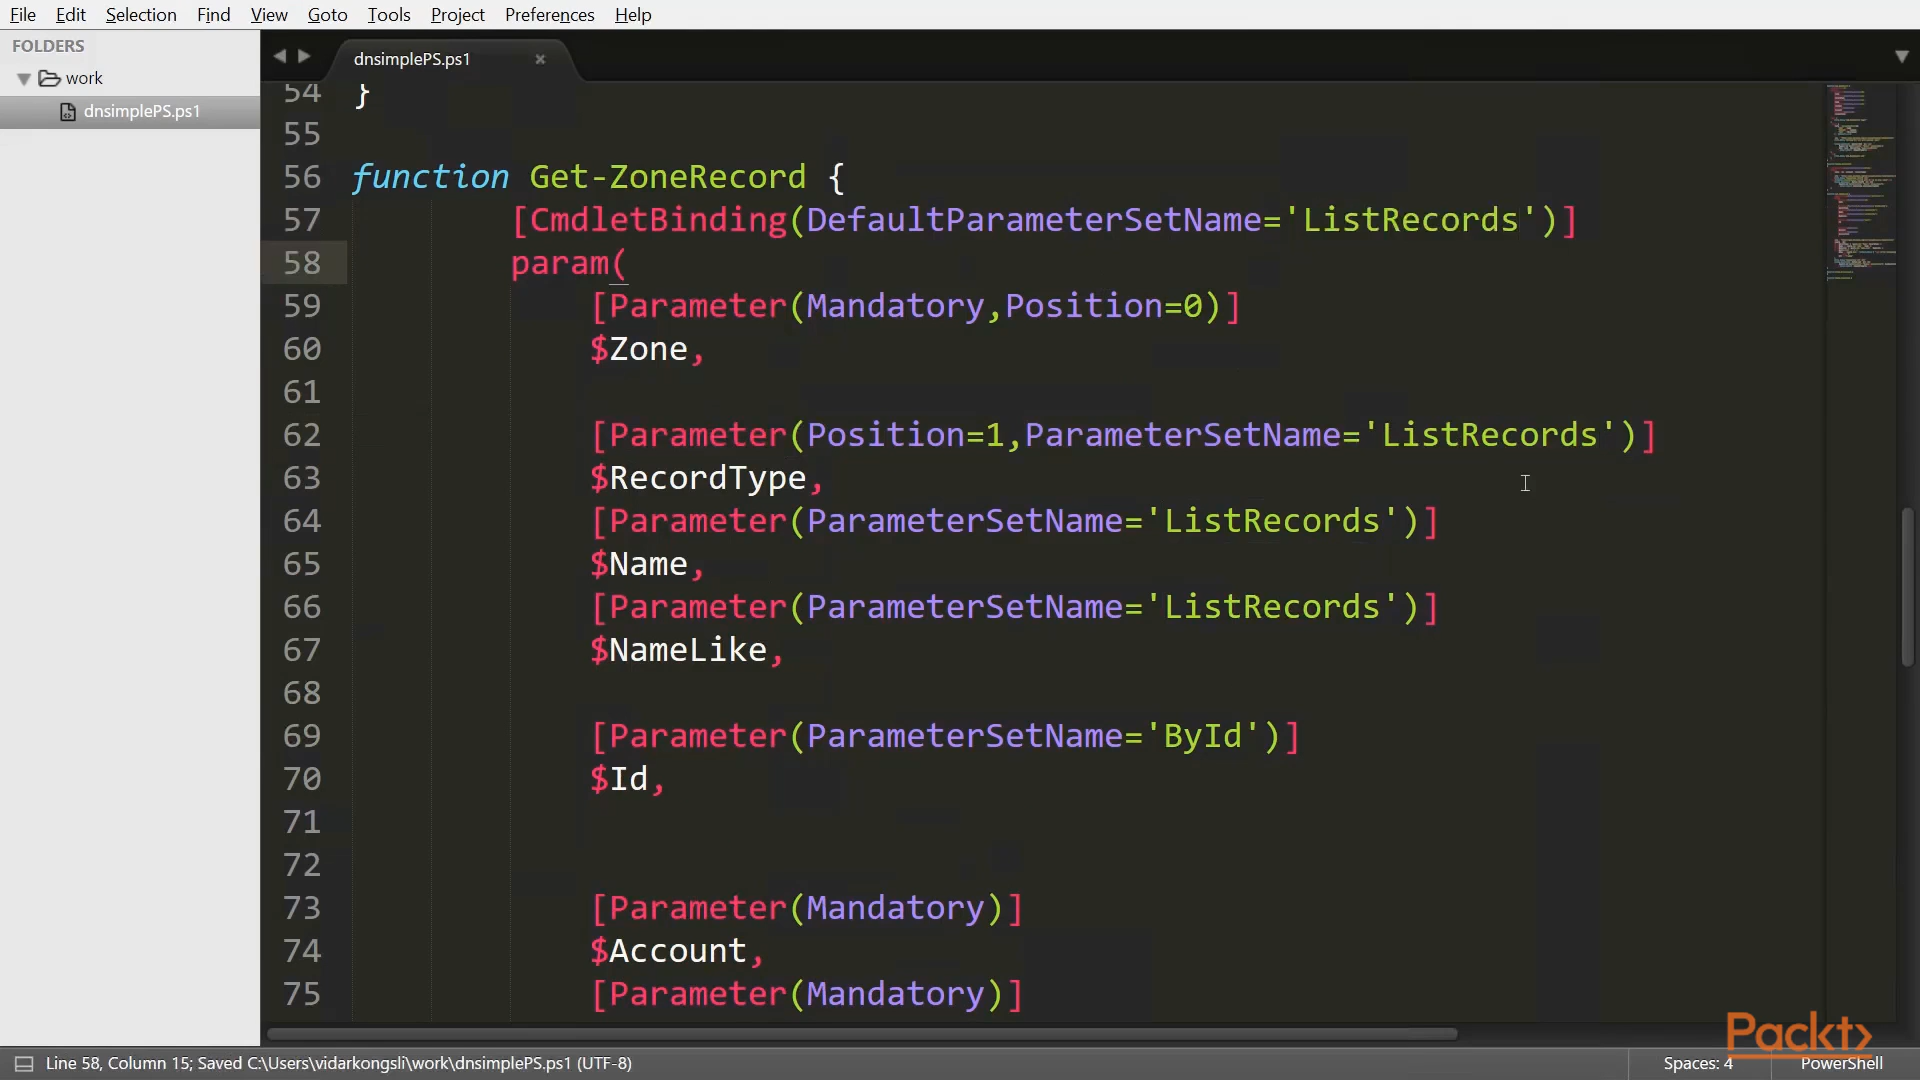 File Edit Selection Find View Goto Tools Project Preferences Help
FOLDERS
work
dnsimplePS.ps1
dnsimplePS.ps1 ×
54 }
55
56 function Get-ZoneRecord {
57 [CmdletBinding(DefaultParameterSetName='ListRecords')]
58 param(
59 [Parameter(Mandatory,Position=0)]
60 $Zone,
61
62 [Parameter(Position=1,ParameterSetName='ListRecords')]
63 $RecordType,
64 [Parameter(ParameterSetName='ListRecords')]
65 $Name,
66 [Parameter(ParameterSetName='ListRecords')]
67 $NameLike,
68
69 [Parameter(ParameterSetName='ById')]
70 $Id,
71
72
73 [Parameter(Mandatory)]
74 $Account,
75 [Parameter(Mandatory)]
Packt>
Line 58, Column 15; Saved C:\Users\vidarkongsli\work\dnsimplePS.ps1 (UTF-8) Spaces: 4 PowerShell